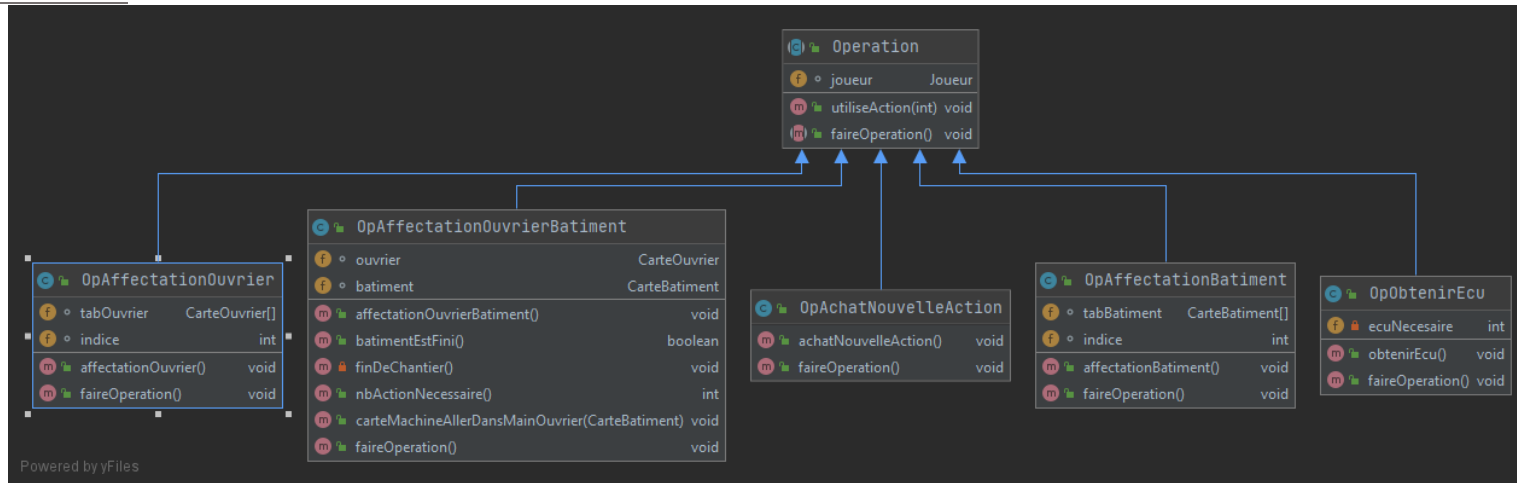 Operation
joueur Joueur
utiliseAction(int) void
faireOperation() void
OpAffectationOuvrier
tabOuvrier CarteOuvrier[]
indice int
affectationOuvrier() void
faireOperation() void
OpAffectationOuvrierBatiment
ouvrier CarteOuvrier
batiment CarteBatiment
affectationOuvrierBatiment() void
batimentEstFini() boolean
finDeChantier() void
nbActionNecessaire() int
carteMachineAllerDansMainOuvrier(CarteBatiment) void
faireOperation() void
OpAchatNouvelleAction
achatNouvelleAction() void
faireOperation() void
OpAffectationBatiment
tabBatiment CarteBatiment[]
indice int
affectationBatiment() void
faireOperation() void
OpObtenirEcu
ecuNecesaire int
obtenirEcu() void
faireOperation() void
Powered by yFiles